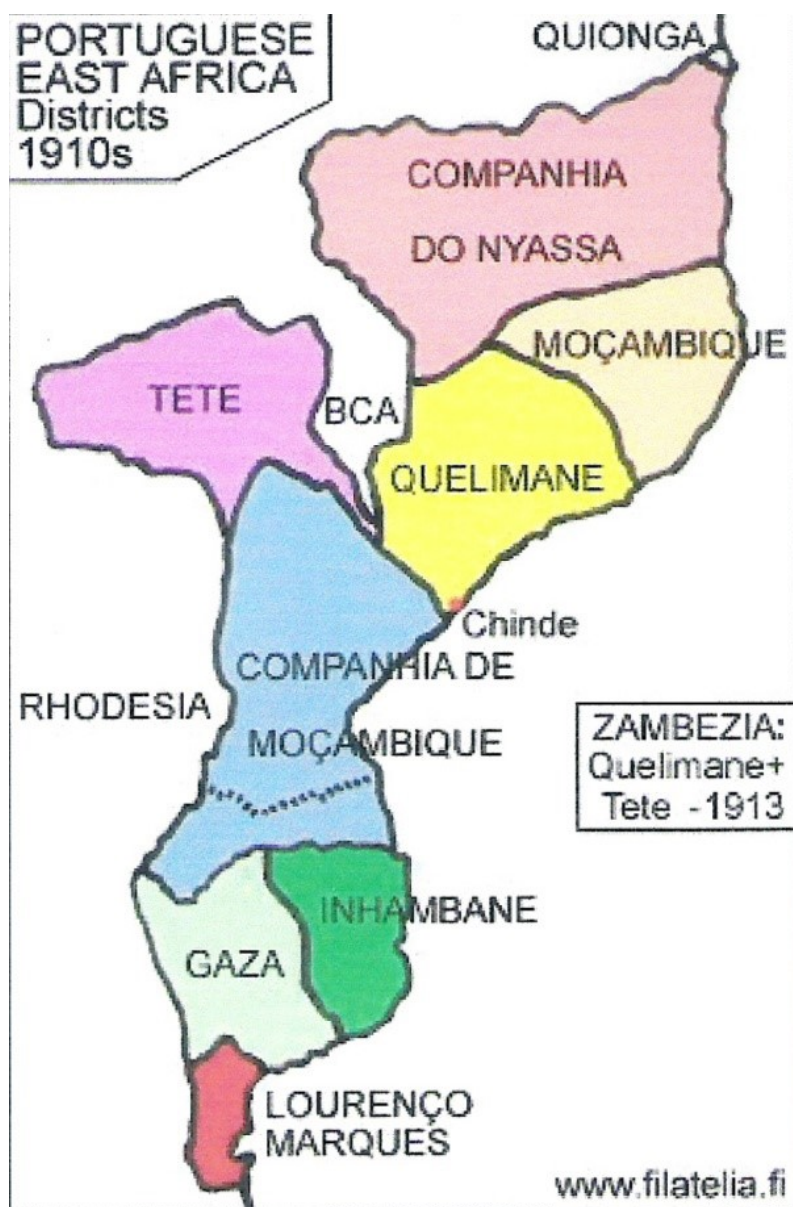 PORTUGUESE
EAST AFRICA
Districts
1910s
QUIONGA
COMPANHIA
DO NYASSA
MOÇAMBIQUE
TETE
BCA
QUELIMANE
Chinde
COMPANHIA DE
MOÇAMBIQUE
RHODESIA
ZAMBEZIA:
Quelimane+
Tete -1913
INHAMBANE
GAZA
LOURENÇO
MARQUES
www.filatelia.fi